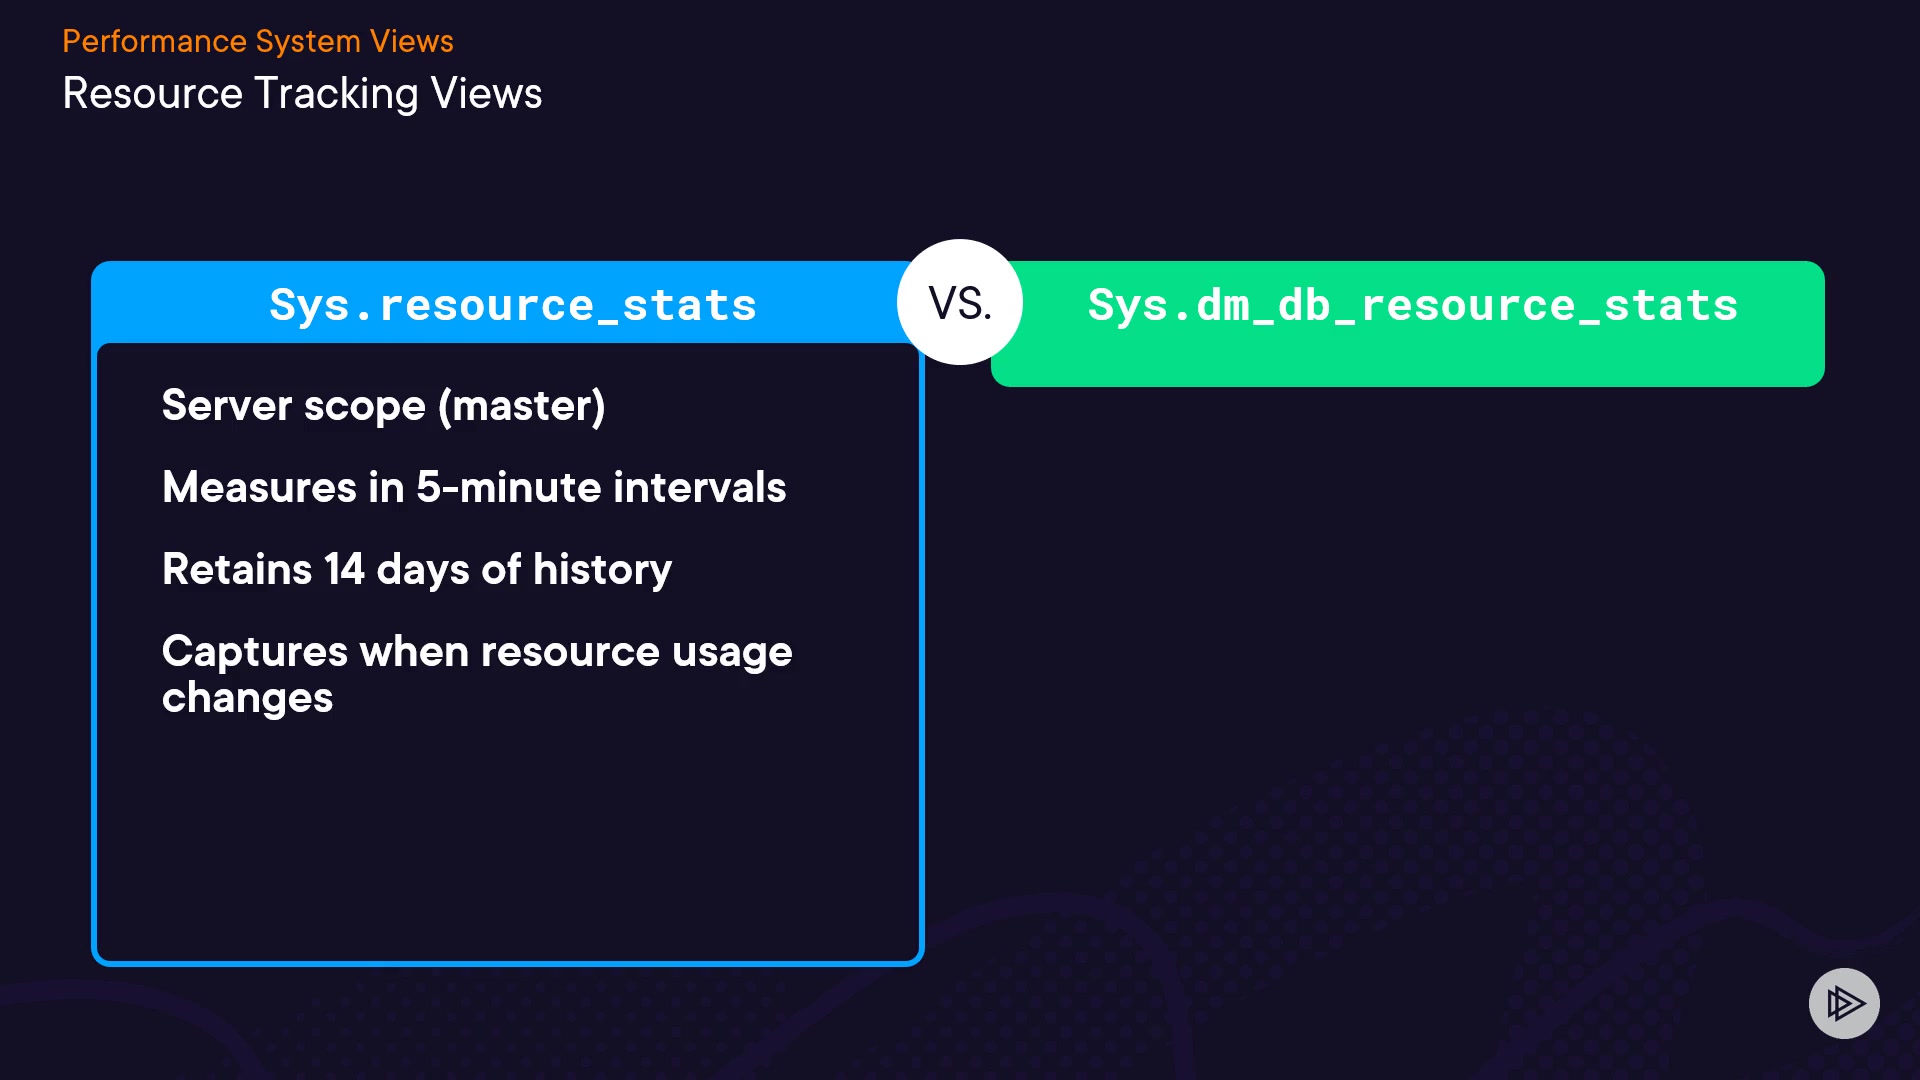 Performance System Views
Resource Tracking Views
Sys.resource_stats
VS.
Sys.dm_db_resource_stats
Server scope (master)
Measures in 5-minute intervals
Retains 14 days of history
Captures when resource usage
changes